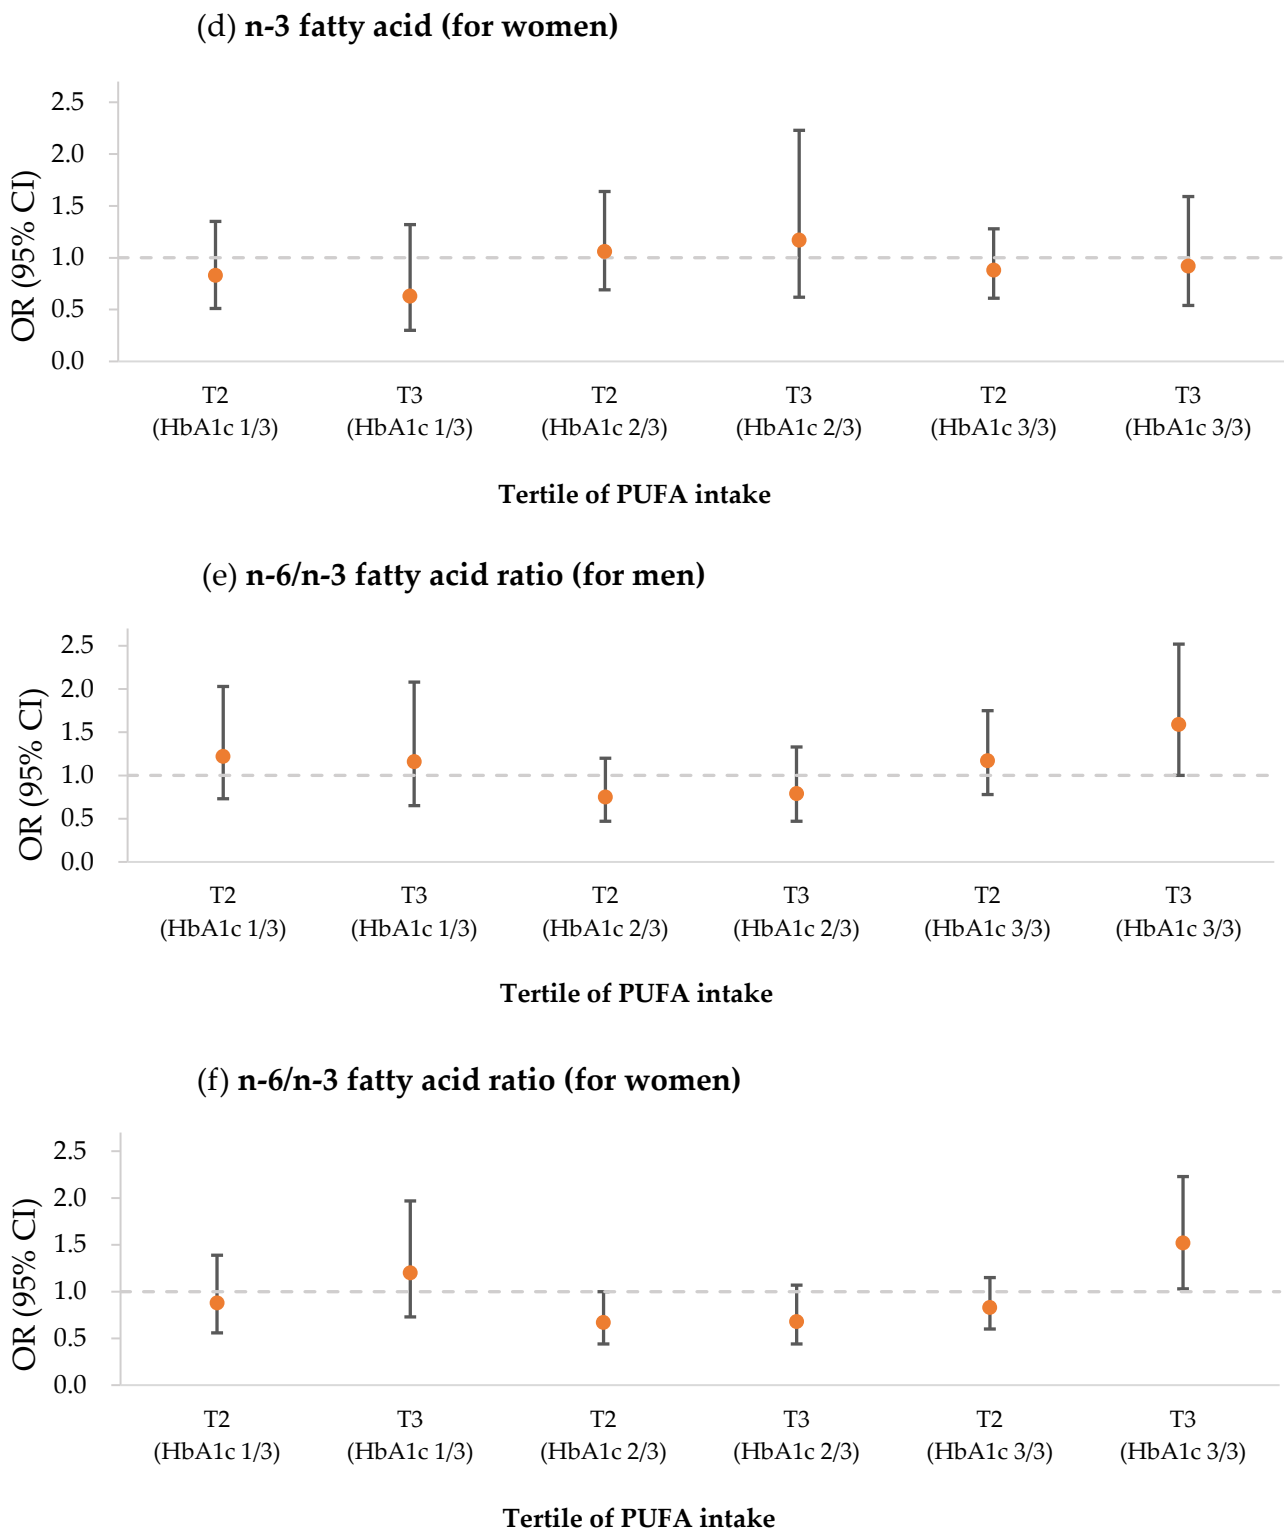 (d) n-3 fatty acid (for women)
OR (95% CI)
2.5
2.0
1.5
1.0
0.5
0.0
T2 T3 T2 T3 T2 T3
(HbA1c 1/3) (HbA1c 1/3) (HbA1c 2/3) (HbA1c 2/3) (HbA1c 3/3) (HbA1c 3/3)
Tertile of PUFA intake
(e) n-6/n-3 fatty acid ratio (for men)
OR (95% CI)
2.5
2.0
1.5
1.0
0.5
0.0
T2 T3 T2 T3 T2 T3
(HbA1c 1/3) (HbA1c 1/3) (HbA1c 2/3) (HbA1c 2/3) (HbA1c 3/3) (HbA1c 3/3)
Tertile of PUFA intake
(f) n-6/n-3 fatty acid ratio (for women)
OR (95% CI)
2.5
2.0
1.5
1.0
0.5
0.0
T2 T3 T2 T3 T2 T3
(HbA1c 1/3) (HbA1c 1/3) (HbA1c 2/3) (HbA1c 2/3) (HbA1c 3/3) (HbA1c 3/3)
Tertile of PUFA intake